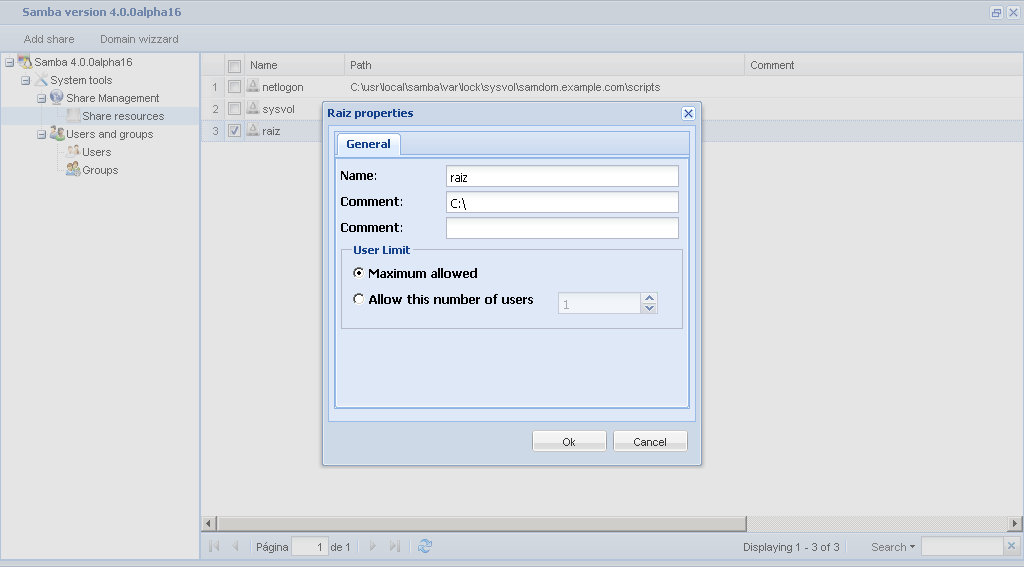 Samba version 4.0.0alpha16
Add share Domain wizzard
Samba 4.0.0alpha16
System tools
Share Management
Share resources
Users and groups
Users
Groups
Name Path Comment
1 netlogon C:\usr\local\samba\var\lock\sysvol\samdom.example.com\scripts
2 sysvol
3 raiz
Raiz properties
General
Name: raiz
Comment: C:\
Comment:
User Limit
Maximum allowed
Allow this number of users 1
Ok Cancel
Página 1 de 1 Displaying 1 - 3 of 3 Search